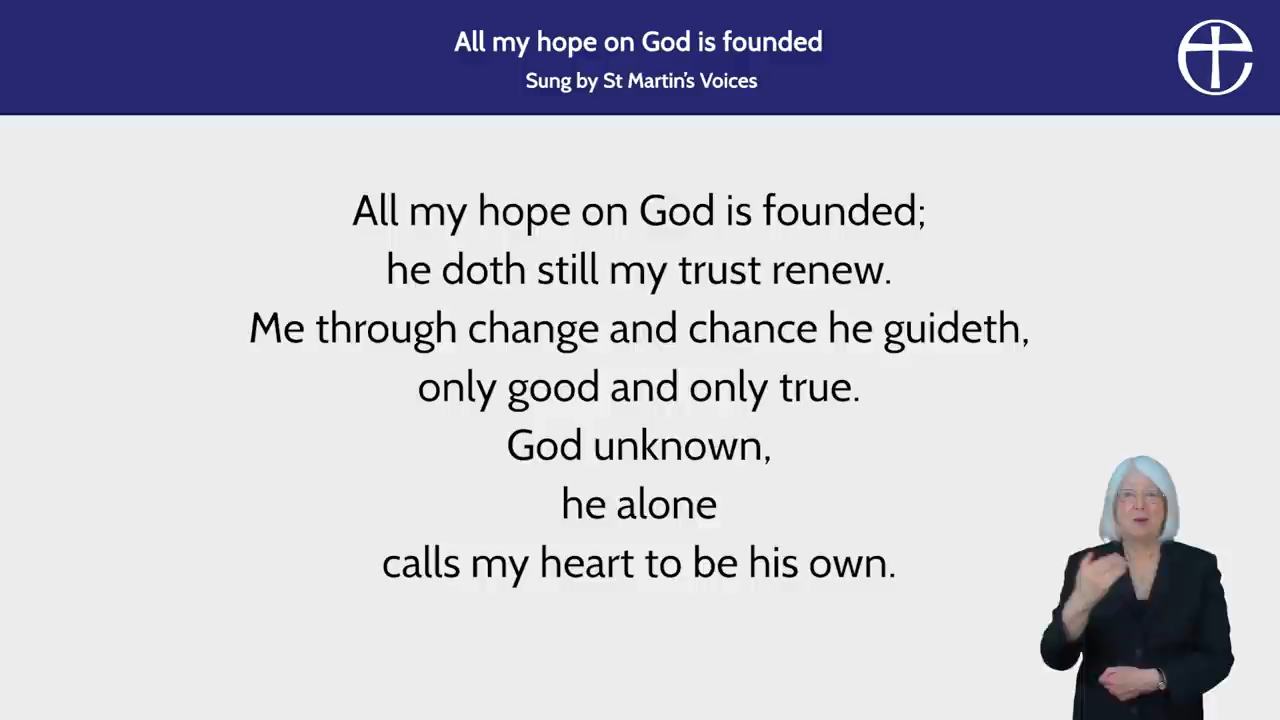 All my hope on God is founded
Sung by St Martin's Voices
All my hope on God is founded;
he doth still my trust renew.
Me through change and chance he guideth,
only good and only true.
God unknown,
he alone
calls my heart to be his own.